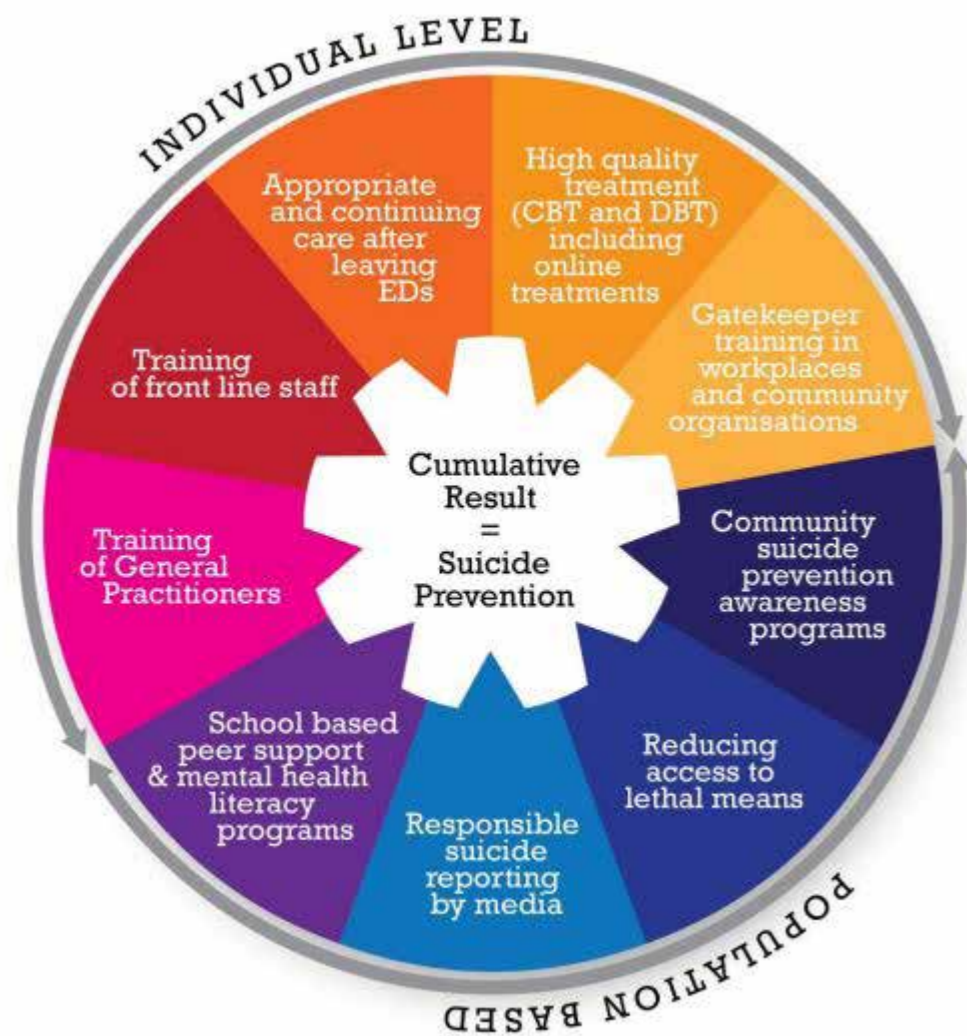 INDIVIDUAL LEVEL
Appropriate
and continuing
care after
leaving
EDs
High quality
treatment
(CBT and DBT)
including
online
treatments
Gatekeeper
training in
workplaces
and community
organisations
Training
of front line staff
Cumulative
Result
=
Suicide
Prevention
Community
suicide
prevention
awareness
programs
Training
of General
Practitioners
School based
peer support
& mental health
literacy
programs
Responsible
suicide
reporting
by media
Reducing
access to
lethal means
POPULATION BASED